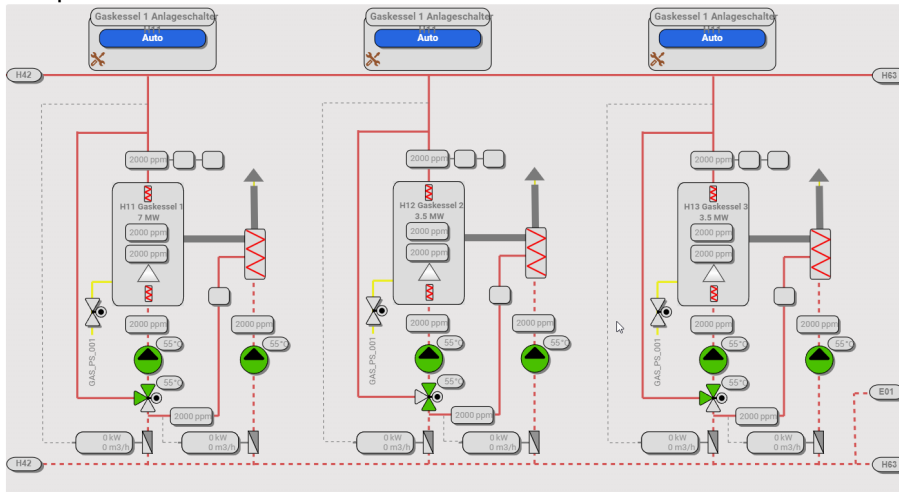 Gaskessel 1 Anlageschalter
Auto
Gaskessel 1 Anlageschalter
Auto
Gaskessel 1 Anlageschalter
Auto
H42
H63
2000 ppm
2000 ppm
2000 ppm
H11 Gaskessel 1
7 MW
2000 ppm
2000 ppm
H12 Gaskessel 2
3.5 MW
2000 ppm
2000 ppm
H13 Gaskessel 3
3.5 MW
2000 ppm
2000 ppm
2000 ppm
2000 ppm
2000 ppm
2000 ppm
2000 ppm
2000 ppm
GAS_PS_001
55°C
55°C
GAS_PS_001
55°C
55°C
GAS_PS_001
55°C
55°C
55°C
55°C
55°C
E01
2000 ppm
2000 ppm
2000 ppm
0 kW
0 m3/h
0 kW
0 m3/h
0 kW
0 m3/h
0 kW
0 m3/h
0 kW
0 m3/h
0 kW
0 m3/h
H42
H63